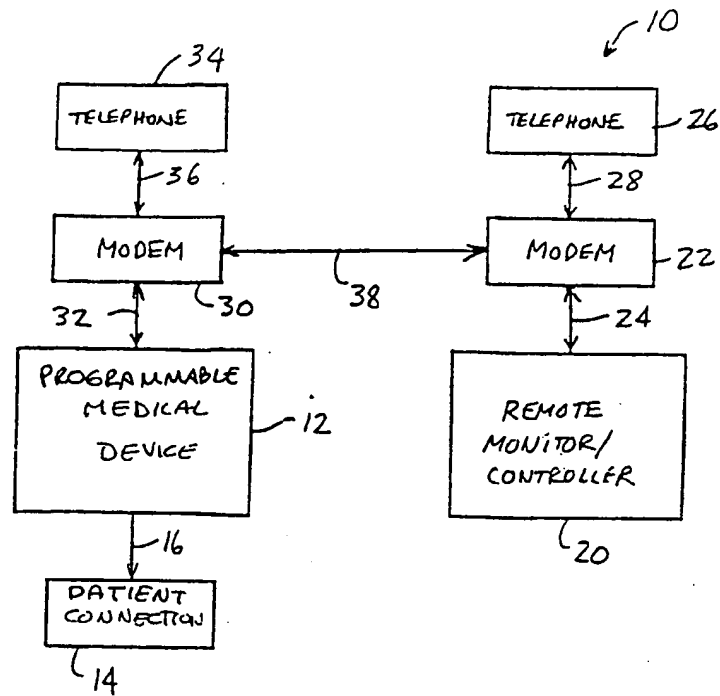 10
34
TELEPHONE
TELEPHONE
26
36
28
MODEM
MODEM
22
38
30
32
24
PROGRAMMABLE
MEDICAL
DEVICE
12
REMOTE
MONITOR/
CONTROLLER
20
16
PATIENT
CONNECTION
14